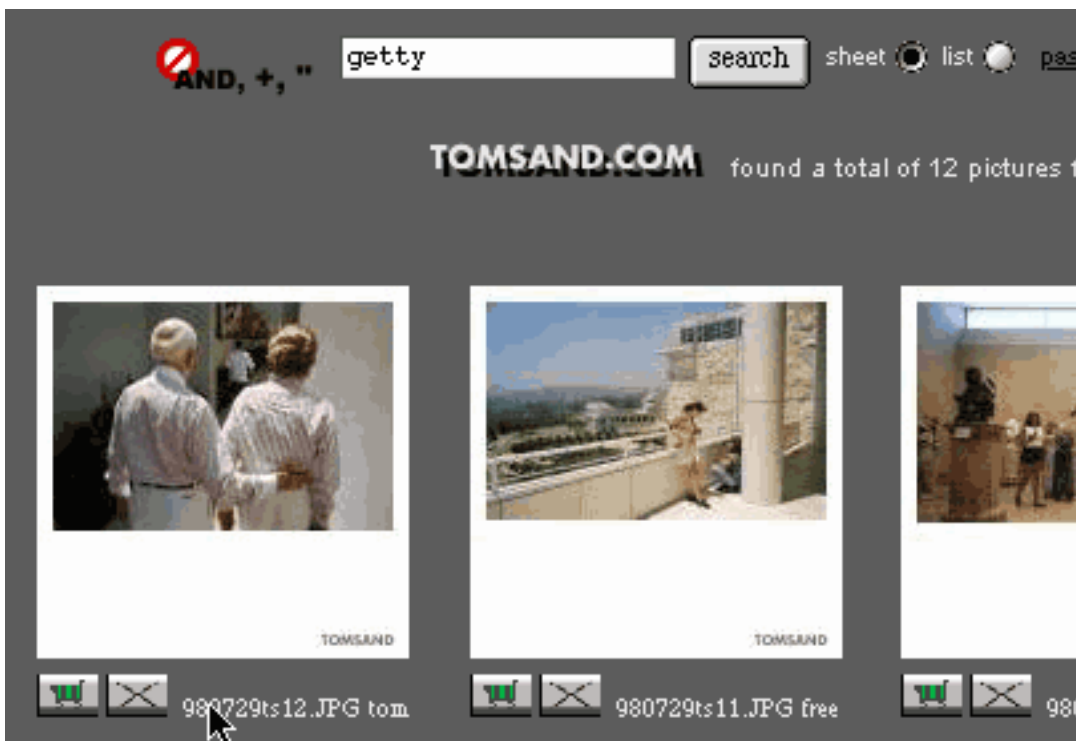 AND, +, " getty search sheet list
TOMSAND.COM found a total of 12 pictures
TOMSAND TOMSAND
980729ts12.JPG tom 980729ts11.JPG free